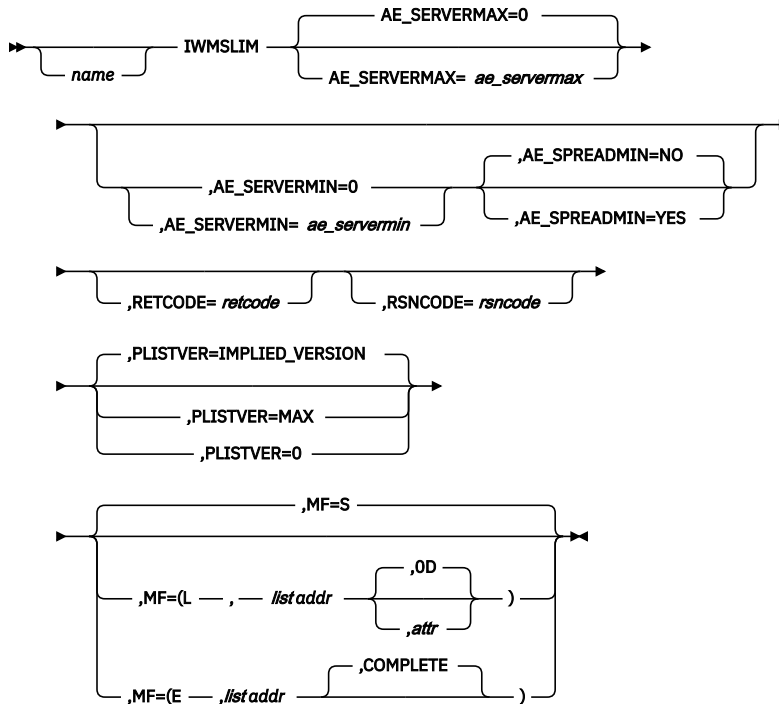 AE_SERVERMAX=0
name IWMSLIM
AE_SERVERMAX= ae_servermax
,AE_SPREADMIN=NO
,AE_SERVERMIN=0
,AE_SERVERMIN= ae_servermin ,AE_SPREADMIN=YES
,RETCODE= retcode ,RSNCODE= rsncode
,PLISTVER=IMPLIED_VERSION
,PLISTVER=MAX
,PLISTVER=0
,MF=S
,0D
,MF=(L , list addr )
,attr
,COMPLETE
,MF=(E ,list addr )